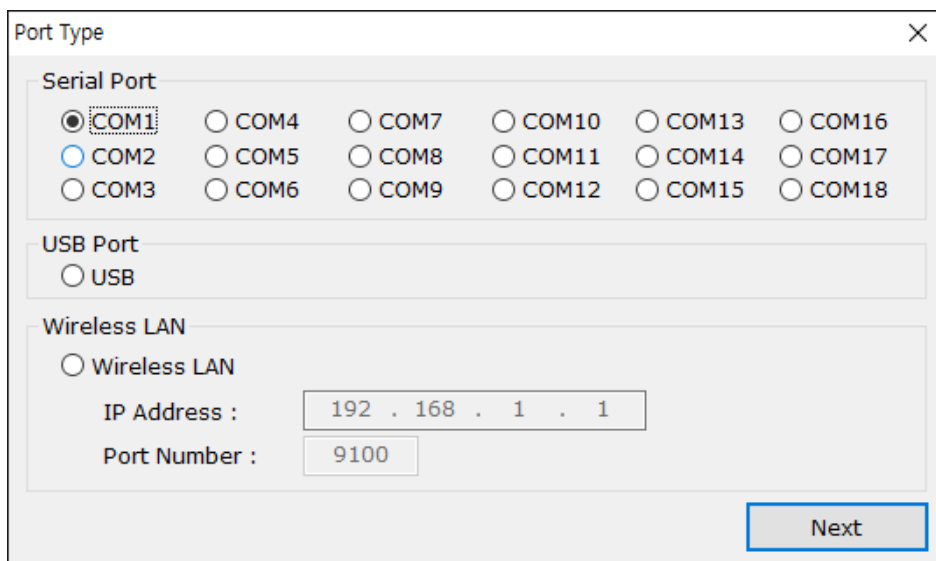 Port Type
Serial Port
COM1 COM4 COM7 COM10 COM13 COM16
COM2 COM5 COM8 COM11 COM14 COM17
COM3 COM6 COM9 COM12 COM15 COM18
USB Port
USB
Wireless LAN
Wireless LAN
IP Address : 192 . 168 . 1 . 1
Port Number : 9100
Next